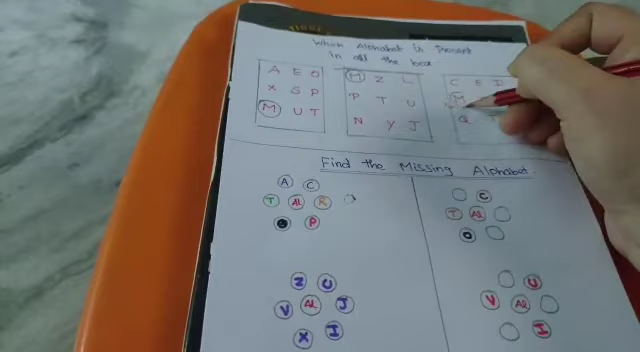 Which Alphabet is Present
in all the box
A E O
X S P
M U T
M Z L
P T U
N Y J
C E I
M
Q
Find the Missing Alphabet.
A C
T Al R
P
C
T Al
O
Z U
V Al J
X I
U
V Al
I